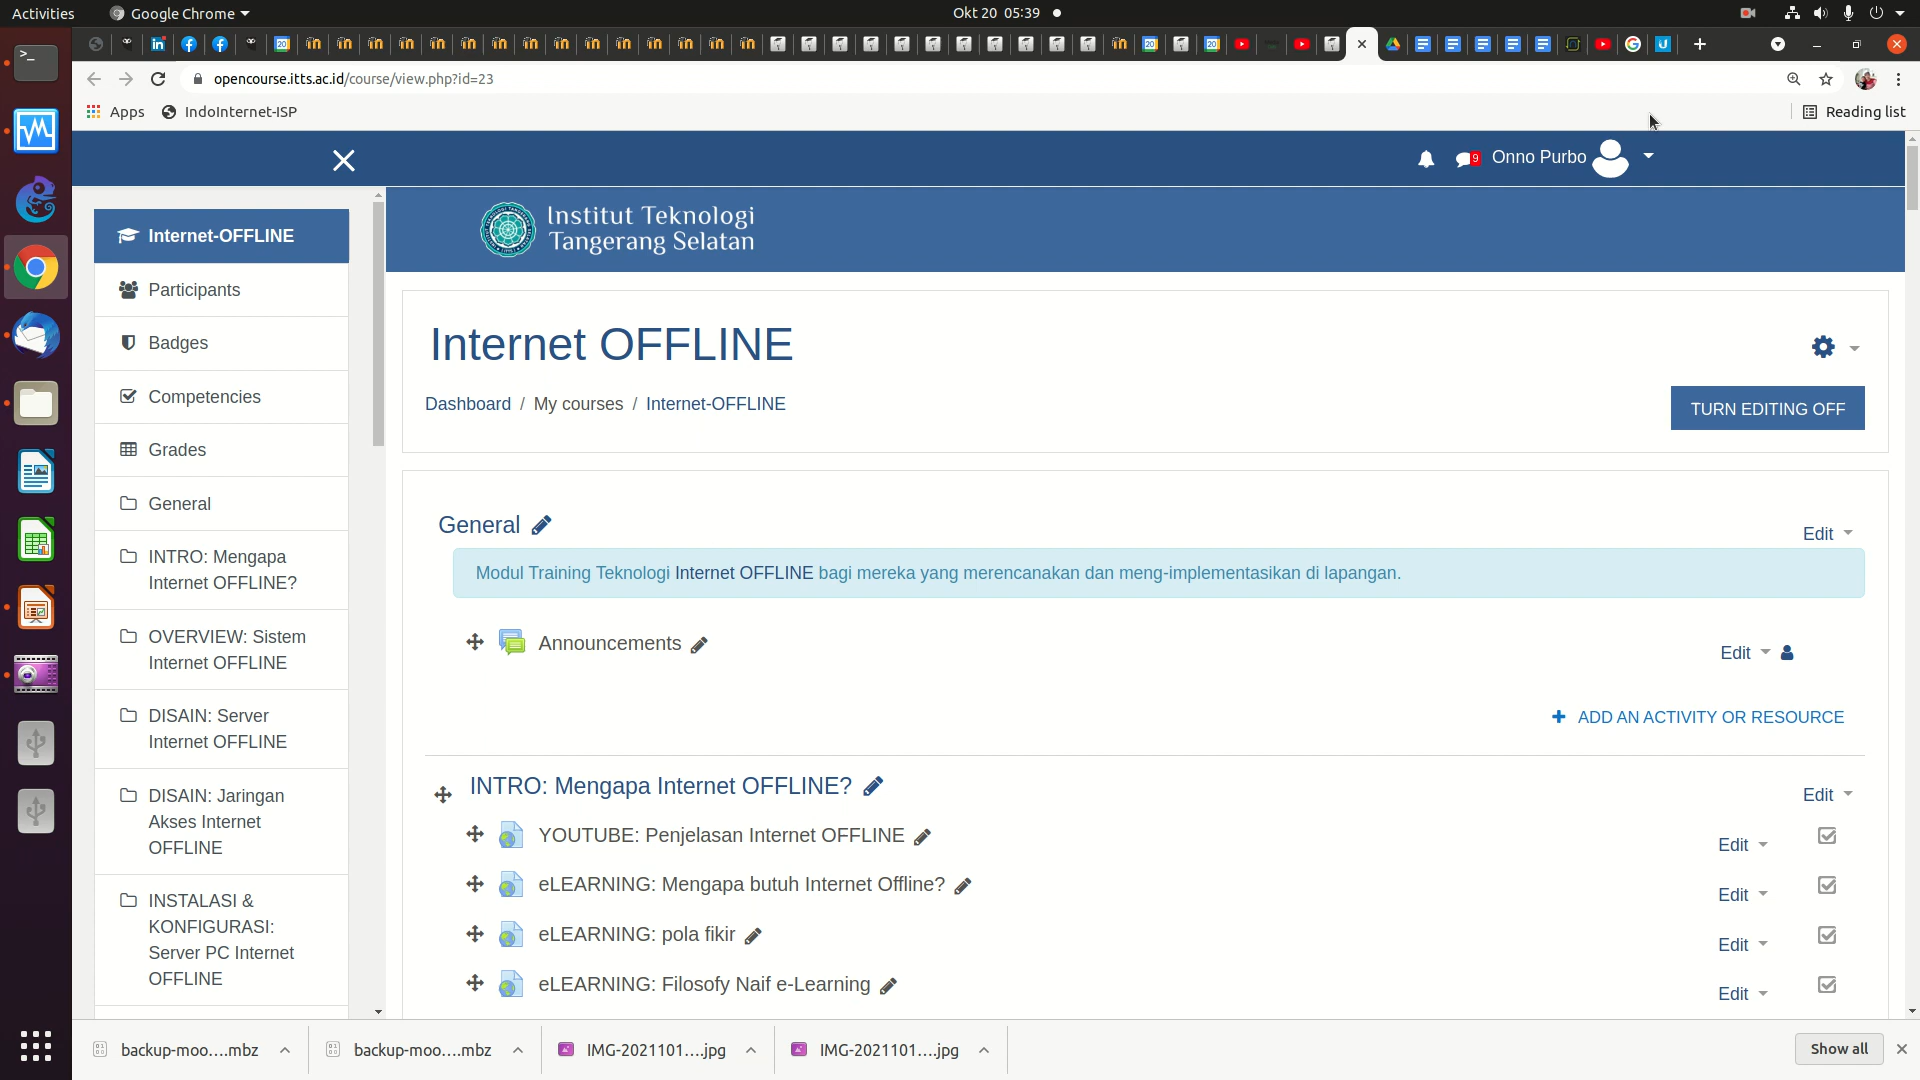 Activities
Google Chrome
Okt 20 05:39
opencourse.itts.ac.id/course/view.php?id=23
Apps
IndoInternet-ISP
Reading list
9
Onno Purbo
Institut Teknologi
Tangerang Selatan
Internet-OFFLINE
Participants
Badges
Competencies
Grades
General
INTRO: Mengapa
Internet OFFLINE?
OVERVIEW: Sistem
Internet OFFLINE
DISAIN: Server
Internet OFFLINE
DISAIN: Jaringan
Akses Internet
OFFLINE
INSTALASI &
KONFIGURASI:
Server PC Internet
OFFLINE
Internet OFFLINE
Dashboard / My courses / Internet-OFFLINE
TURN EDITING OFF
General
Edit
Modul Training Teknologi Internet OFFLINE bagi mereka yang merencanakan dan meng-implementasikan di lapangan.
Announcements
Edit
ADD AN ACTIVITY OR RESOURCE
INTRO: Mengapa Internet OFFLINE?
Edit
YOUTUBE: Penjelasan Internet OFFLINE
Edit
eLEARNING: Mengapa butuh Internet Offline?
Edit
eLEARNING: pola fikir
Edit
eLEARNING: Filosofy Naif e-Learning
Edit
backup-moo....mbz
backup-moo....mbz
IMG-2021101....jpg
IMG-2021101....jpg
Show all